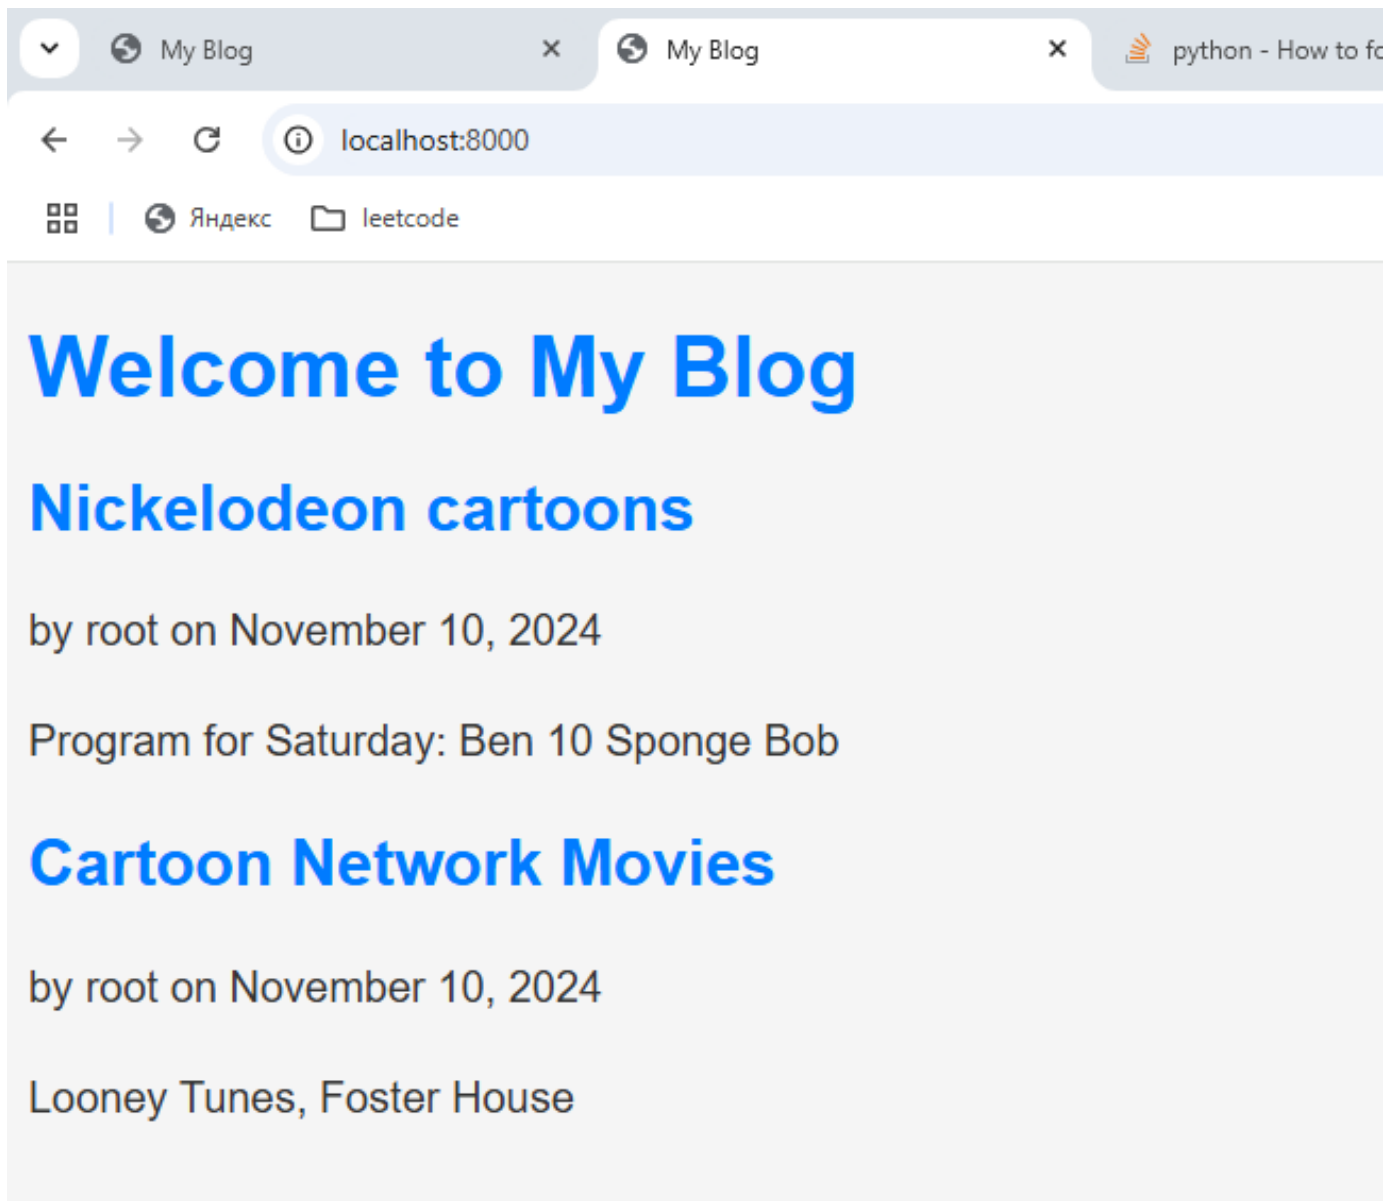 My Blog
My Blog
python - How to fo
localhost:8000
Яндекс
leetcode
Welcome to My Blog
Nickelodeon cartoons
by root on November 10, 2024
Program for Saturday: Ben 10 Sponge Bob
Cartoon Network Movies
by root on November 10, 2024
Looney Tunes, Foster House